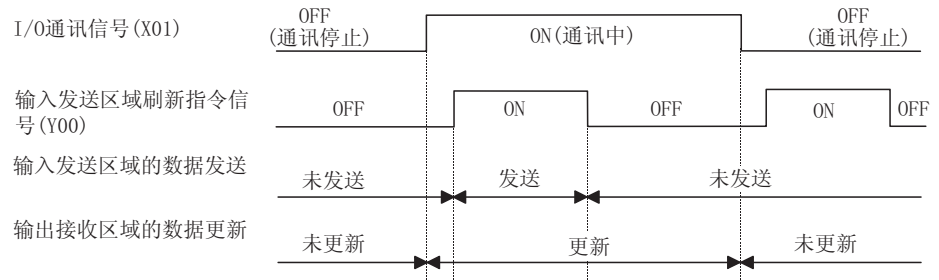 I/O通讯信号(X01)
OFF
(通讯停止)
ON(通讯中)
OFF
(通讯停止)
输入发送区域刷新指令信
号(Y00)
OFF
ON
OFF
ON
OFF
输入发送区域的数据发送
未发送
发送
未发送
输出接收区域的数据更新
未更新
更新
未更新